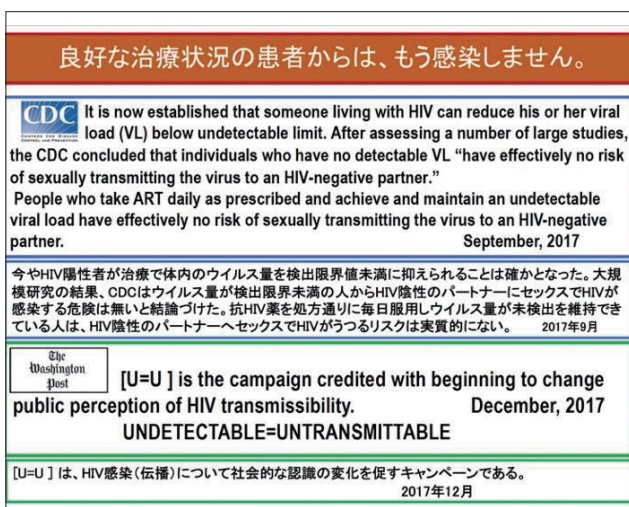 良好な治療状況の患者からは、もう感染しません。
CDC
CENTERS FOR DISEASE
CONTROL AND PREVENTION
It is now established that someone living with HIV can reduce his or her viral
load (VL) below undetectable limit. After assessing a number of large studies,
the CDC concluded that individuals who have no detectable VL “have effectively no risk
of sexually transmitting the virus to an HIV-negative partner.”
People who take ART daily as prescribed and achieve and maintain an undetectable
viral load have effectively no risk of sexually transmitting the virus to an HIV-negative
partner. September, 2017
今やHIV陽性者が治療で体内のウイルス量を検出限界値未満に抑えられることは確かとなった。大規
模研究の結果、CDCはウイルス量が検出限界未満の人からHIV陰性のパートナーにセックスでHIVが
感染する危険は無いと結論づけた。抗HIV薬を処方通りに毎日服用しウイルス量が未検出を維持でき
ている人は、HIV陰性のパートナーへセックスでHIVがうつるリスクは実質的にない。 2017年9月
The
Washington
Post
[U=U ] is the campaign credited with beginning to change
public perception of HIV transmissibility. December, 2017
UNDETECTABLE=UNTRANSMITTABLE
[U=U ] は、HIV感染(伝播)について社会的な認識の変化を促すキャンペーンである。
2017年12月